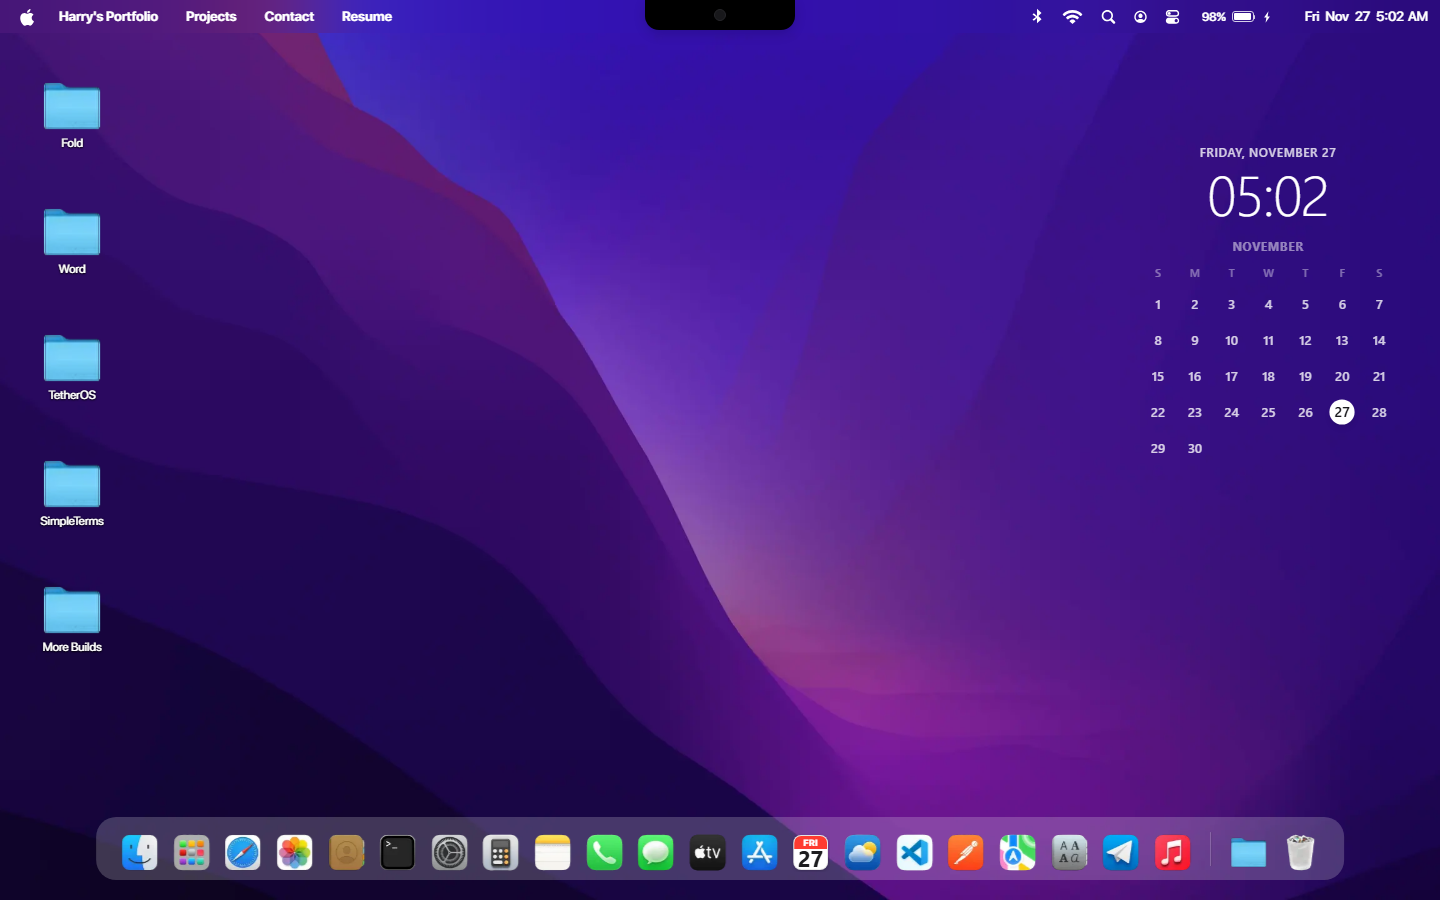 Harry's Portfolio Projects Contact Resume 98% Fri Nov 27 5:02 AM
Fold
Word
TetherOS
SimpleTerms
More Builds
FRIDAY, NOVEMBER 27
05:02
NOVEMBER
S M T W T F S
1 2 3 4 5 6 7
8 9 10 11 12 13 14
15 16 17 18 19 20 21
22 23 24 25 26 27 28
29 30
>_ tv FRI
27
A A
A a